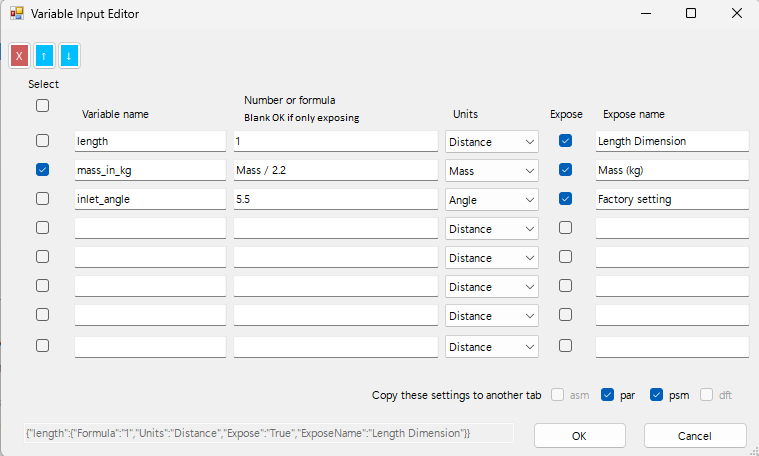 Variable Input Editor
X ↑ ↓
Select
Number or formula
Variable name Blank OK if only exposing Units Expose Expose name
length 1 Distance Length Dimension
mass_in_kg Mass / 2.2 Mass Mass (kg)
inlet_angle 5.5 Angle Factory setting
Distance
Distance
Distance
Distance
Distance
Copy these settings to another tab asm par psm dft
{"length":{"Formula":"1","Units":"Distance","Expose":"True","ExposeName":"Length Dimension"}} OK Cancel